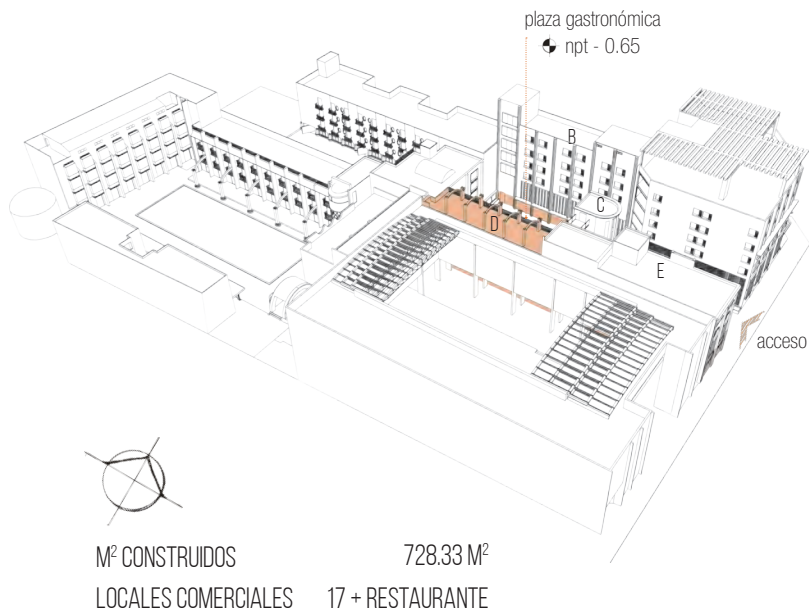 plaza gastronómica
npt - 0.65
B
C
D
E
acceso
M² CONSTRUIDOS 728.33 M²
LOCALES COMERCIALES 17 + RESTAURANTE